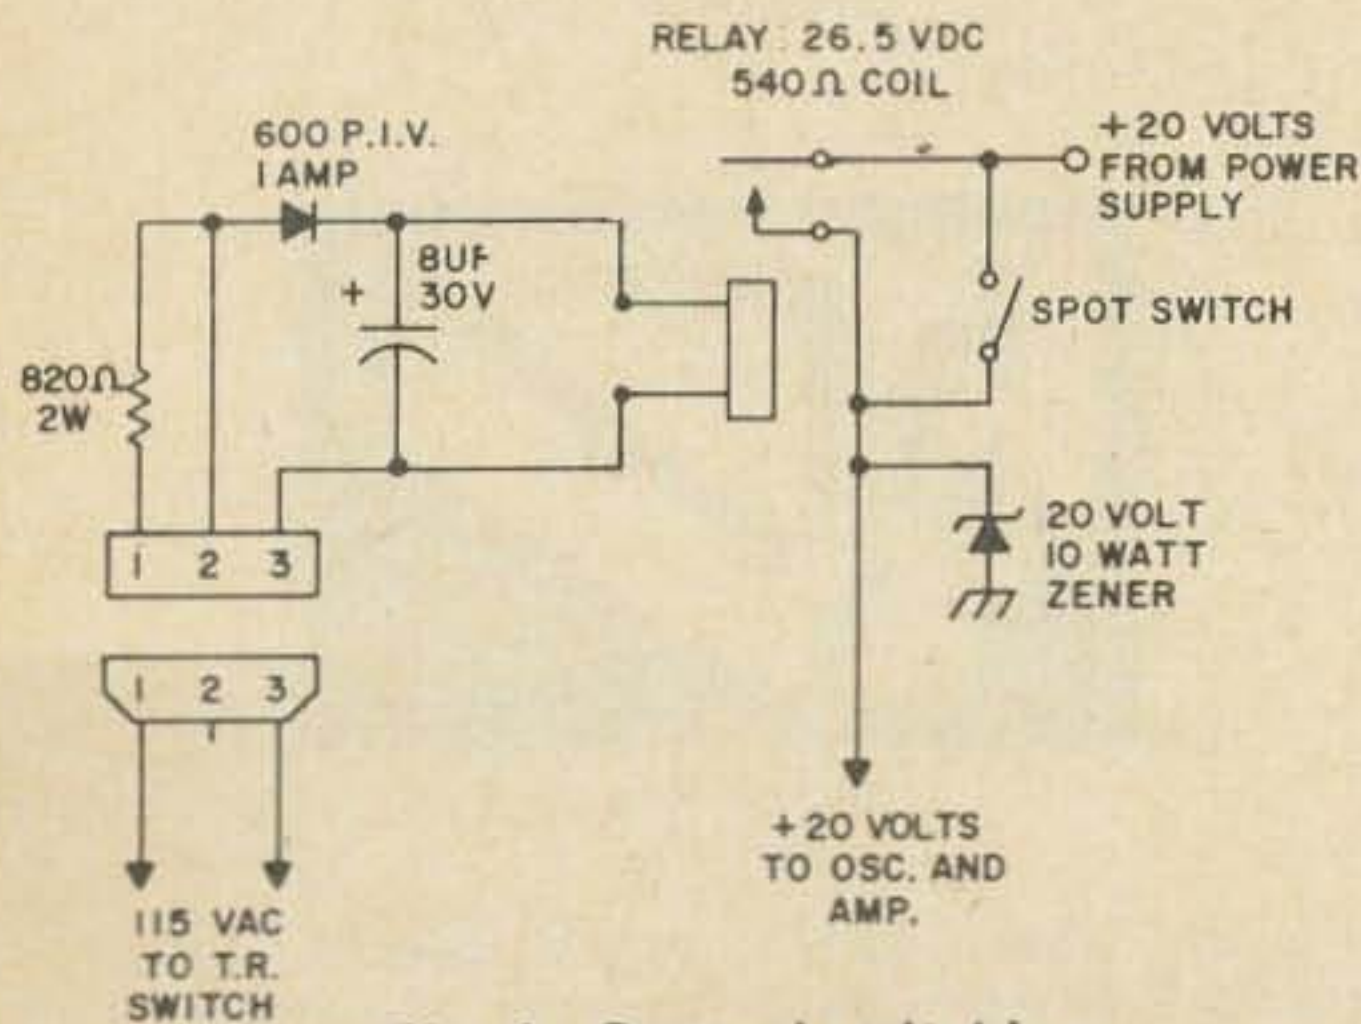 RELAY: 26.5 VDC
540Ω COIL
600 P.I.V.
1 AMP
+20 VOLTS
FROM POWER
SUPPLY
8UF
30V
+
SPOT SWITCH
820Ω
2W
20 VOLT
10 WATT
ZENER
1 2 3
1 2 3
+20 VOLTS
TO OSC. AND
AMP.
115 VAC
TO T.R.
SWITCH